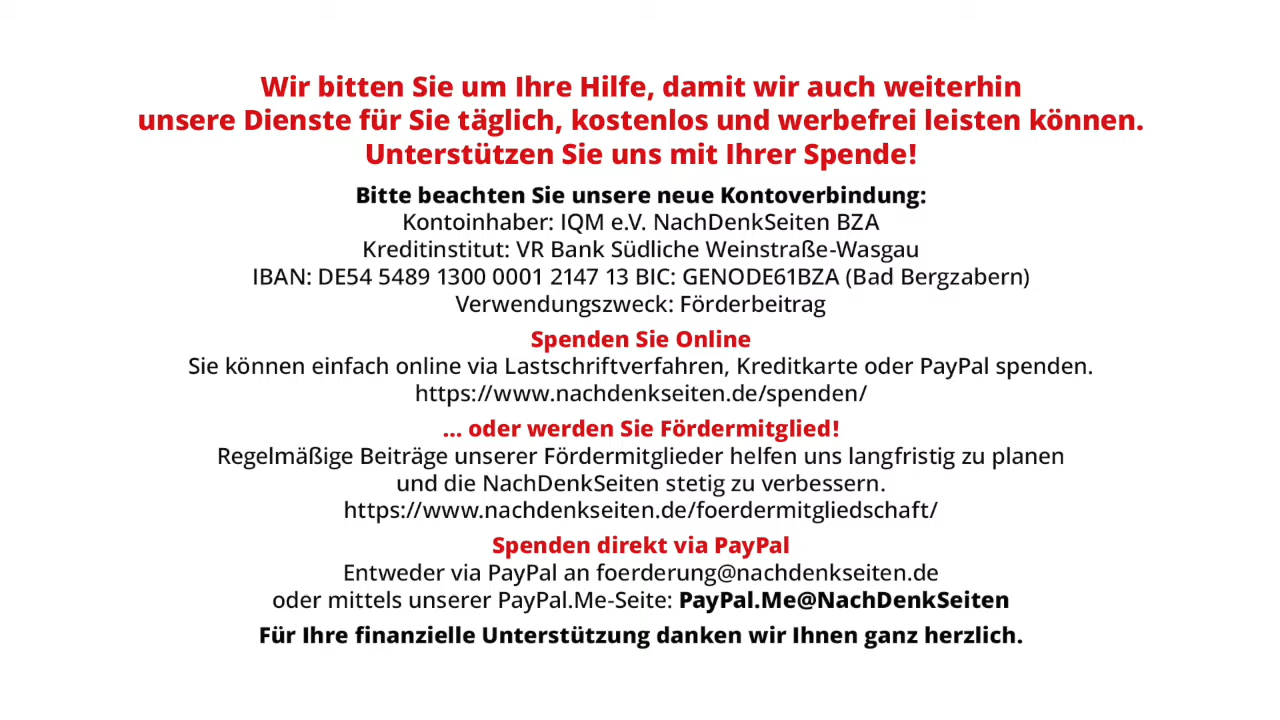 Wir bitten Sie um Ihre Hilfe, damit wir auch weiterhin
unsere Dienste für Sie täglich, kostenlos und werbefrei leisten können.
Unterstützen Sie uns mit Ihrer Spende!
Bitte beachten Sie unsere neue Kontoverbindung:
Kontoinhaber: IQM e.V. NachDenkSeiten BZA
Kreditinstitut: VR Bank Südliche Weinstraße-Wasgau
IBAN: DE54 5489 1300 0001 2147 13 BIC: GENODE61BZA (Bad Bergzabern)
Verwendungszweck: Förderbeitrag
Spenden Sie Online
Sie können einfach online via Lastschriftverfahren, Kreditkarte oder PayPal spenden.
https://www.nachdenkseiten.de/spenden/
... oder werden Sie Fördermitglied!
Regelmäßige Beiträge unserer Fördermitglieder helfen uns langfristig zu planen
und die NachDenkSeiten stetig zu verbessern.
https://www.nachdenkseiten.de/foerdermitgliedschaft/
Spenden direkt via PayPal
Entweder via PayPal an foerderung@nachdenkseiten.de
oder mittels unserer PayPal.Me-Seite: PayPal.Me@NachDenkSeiten
Für Ihre finanzielle Unterstützung danken wir Ihnen ganz herzlich.